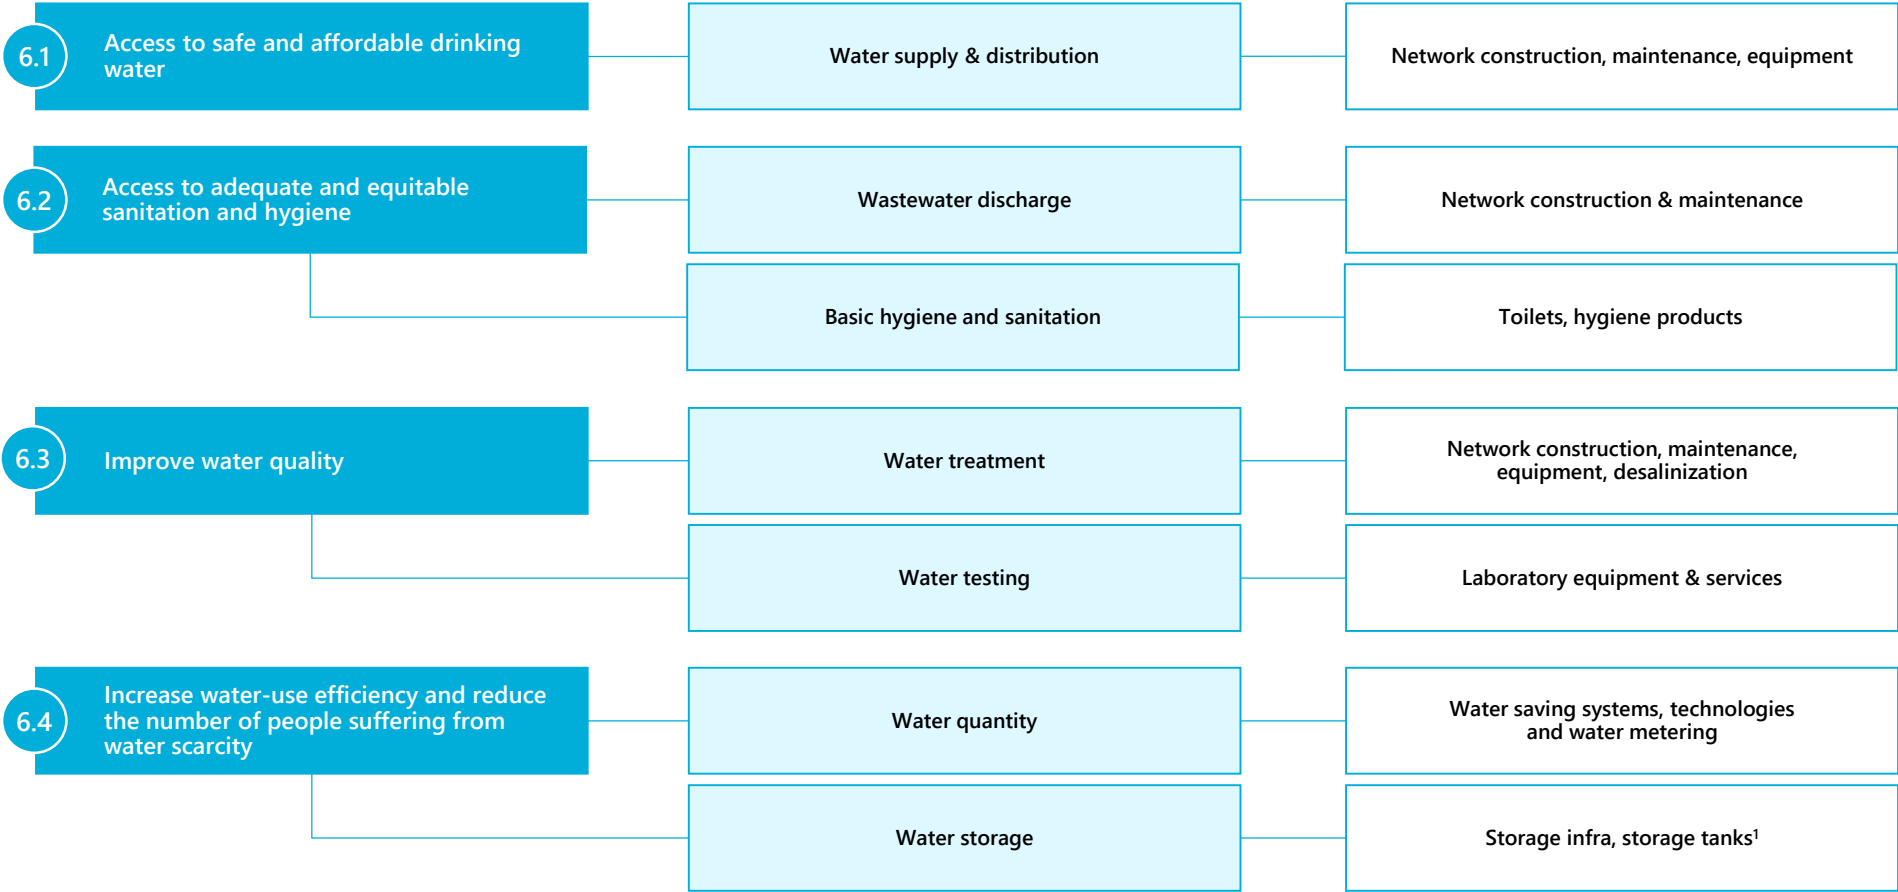 6.1
Access to safe and affordable drinking
water
Water supply & distribution
Network construction, maintenance, equipment
6.2
Access to adequate and equitable
sanitation and hygiene
Wastewater discharge
Network construction & maintenance
Basic hygiene and sanitation
Toilets, hygiene products
6.3
Improve water quality
Water treatment
Network construction, maintenance,
equipment, desalinization
Water testing
Laboratory equipment & services
6.4
Increase water-use efficiency and reduce
the number of people suffering from
water scarcity
Water quantity
Water saving systems, technologies
and water metering
Water storage
Storage infra, storage tanks¹